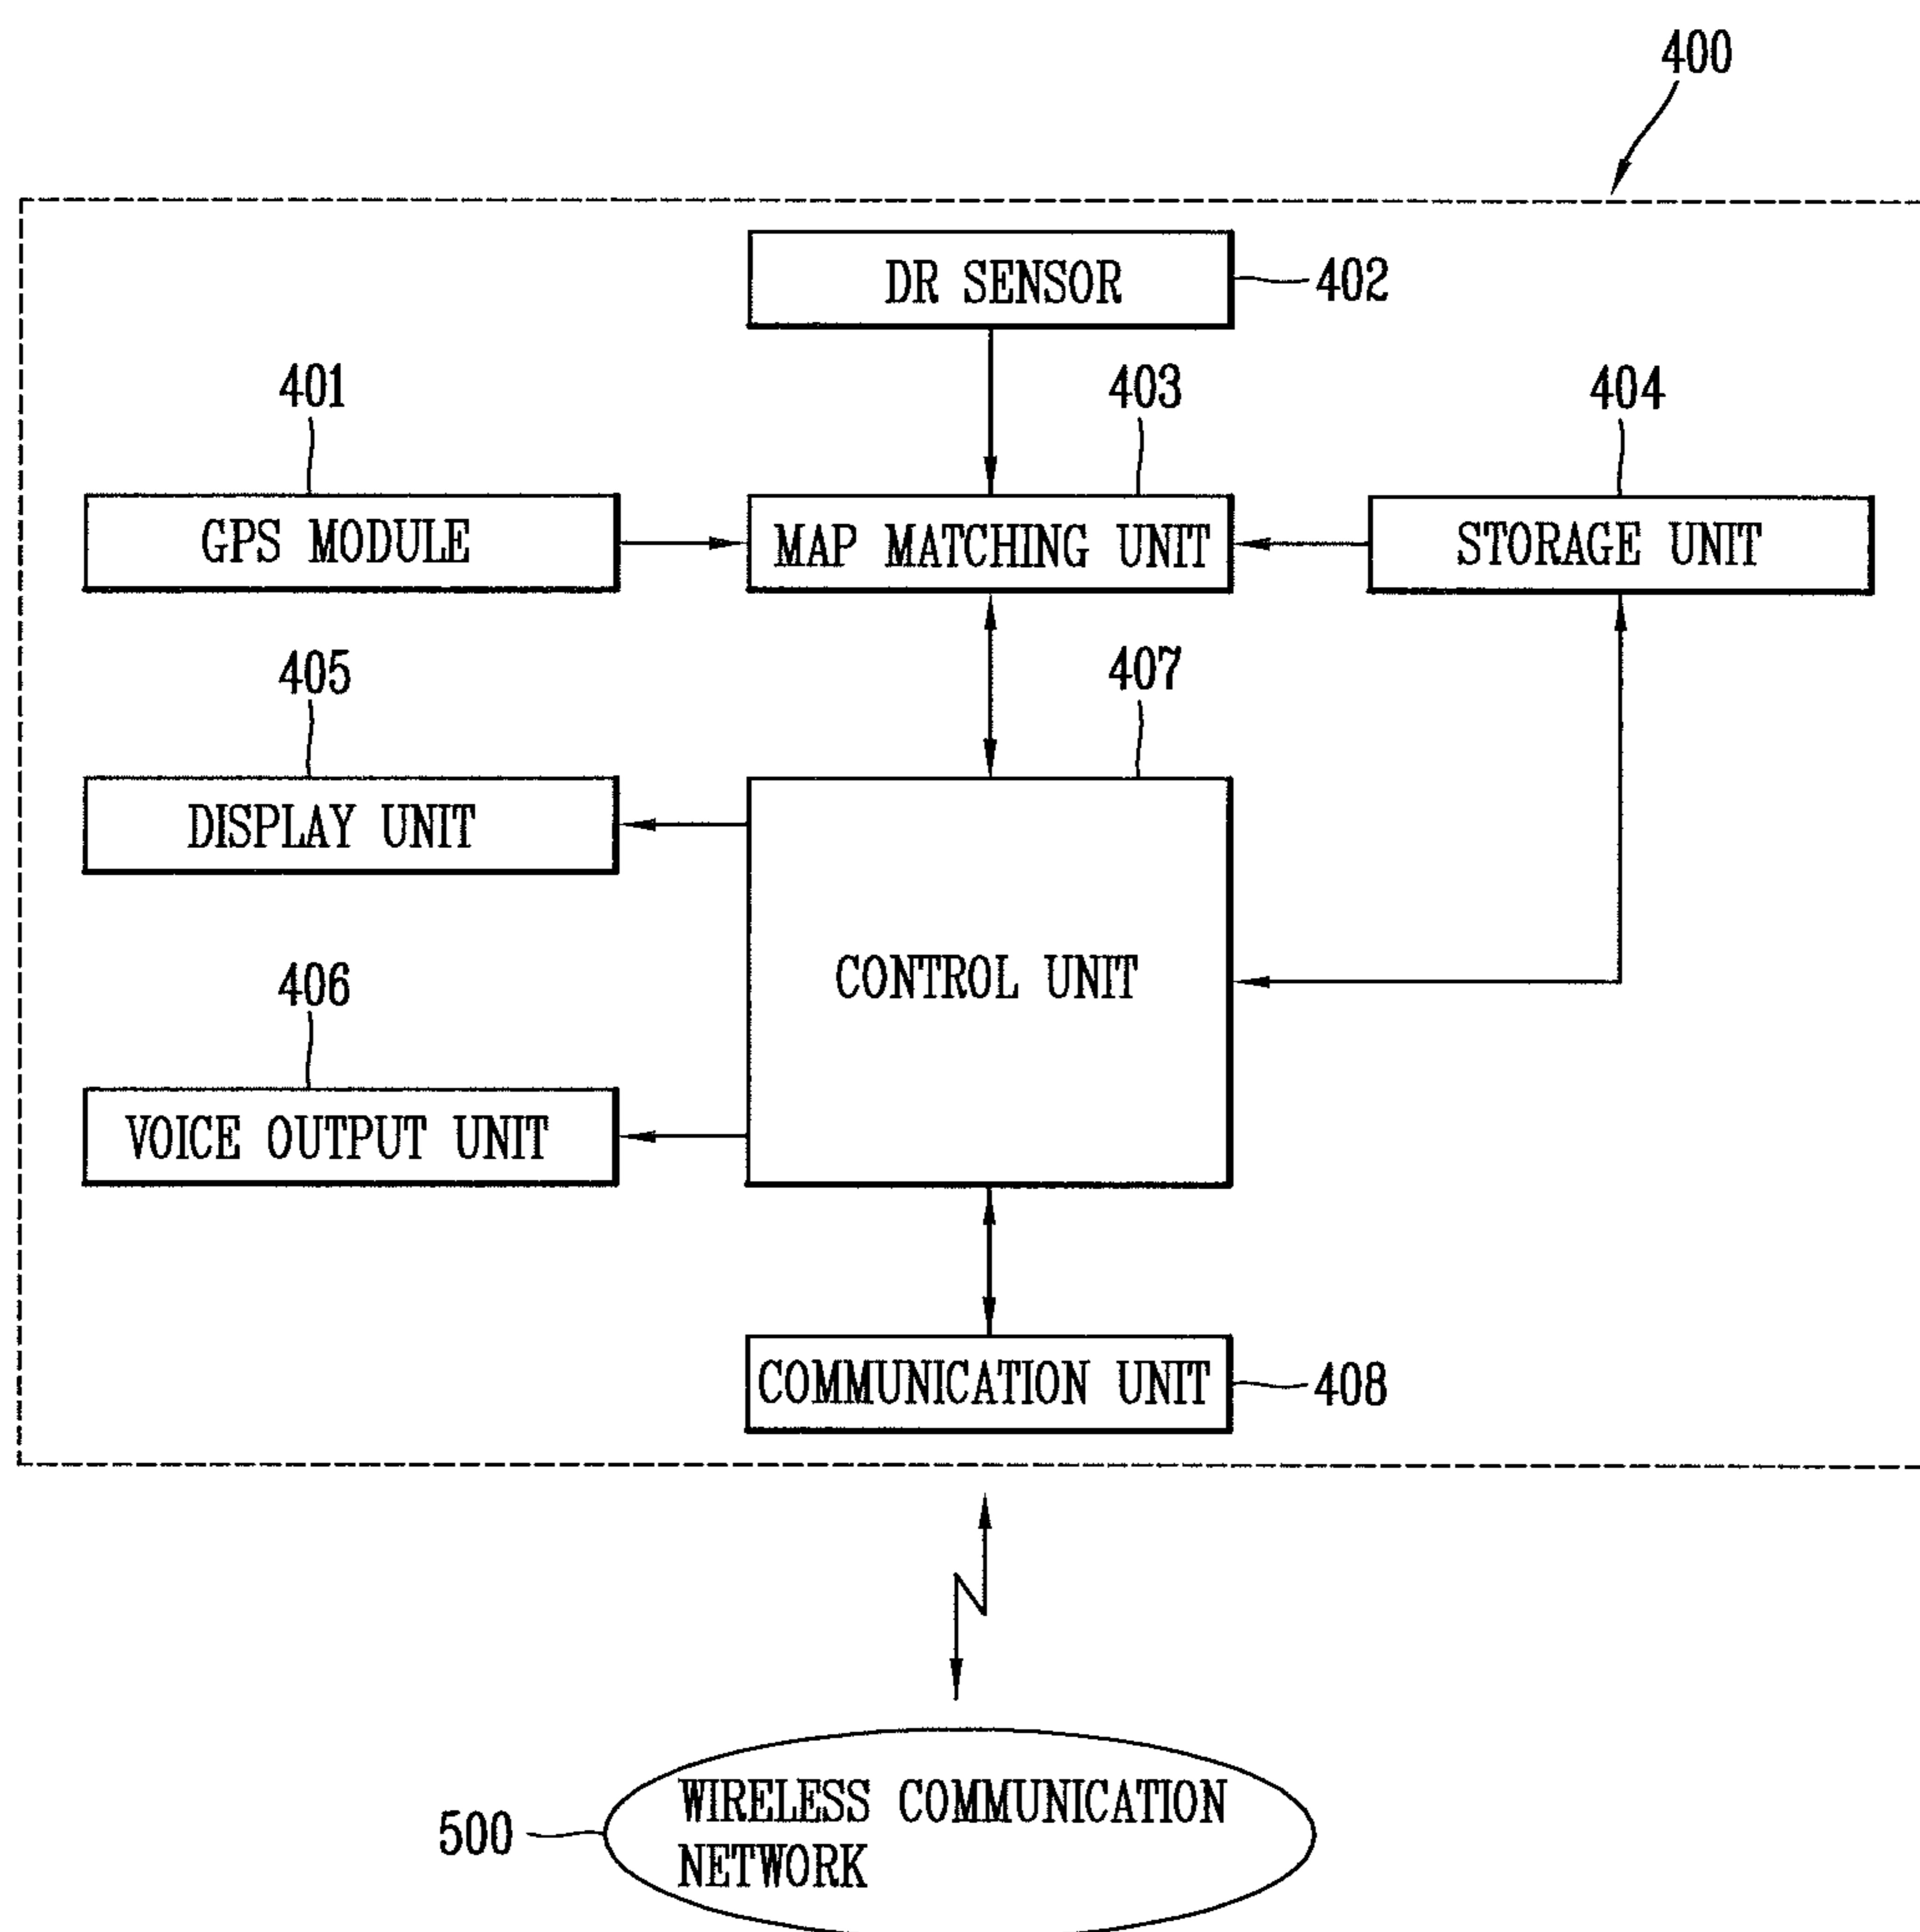 400
DR SENSOR
402
401
403
404
GPS MODULE
MAP MATCHING UNIT
STORAGE UNIT
405
407
DISPLAY UNIT
CONTROL UNIT
406
VOICE OUTPUT UNIT
COMMUNICATION UNIT
408
500
WIRELESS COMMUNICATION
NETWORK